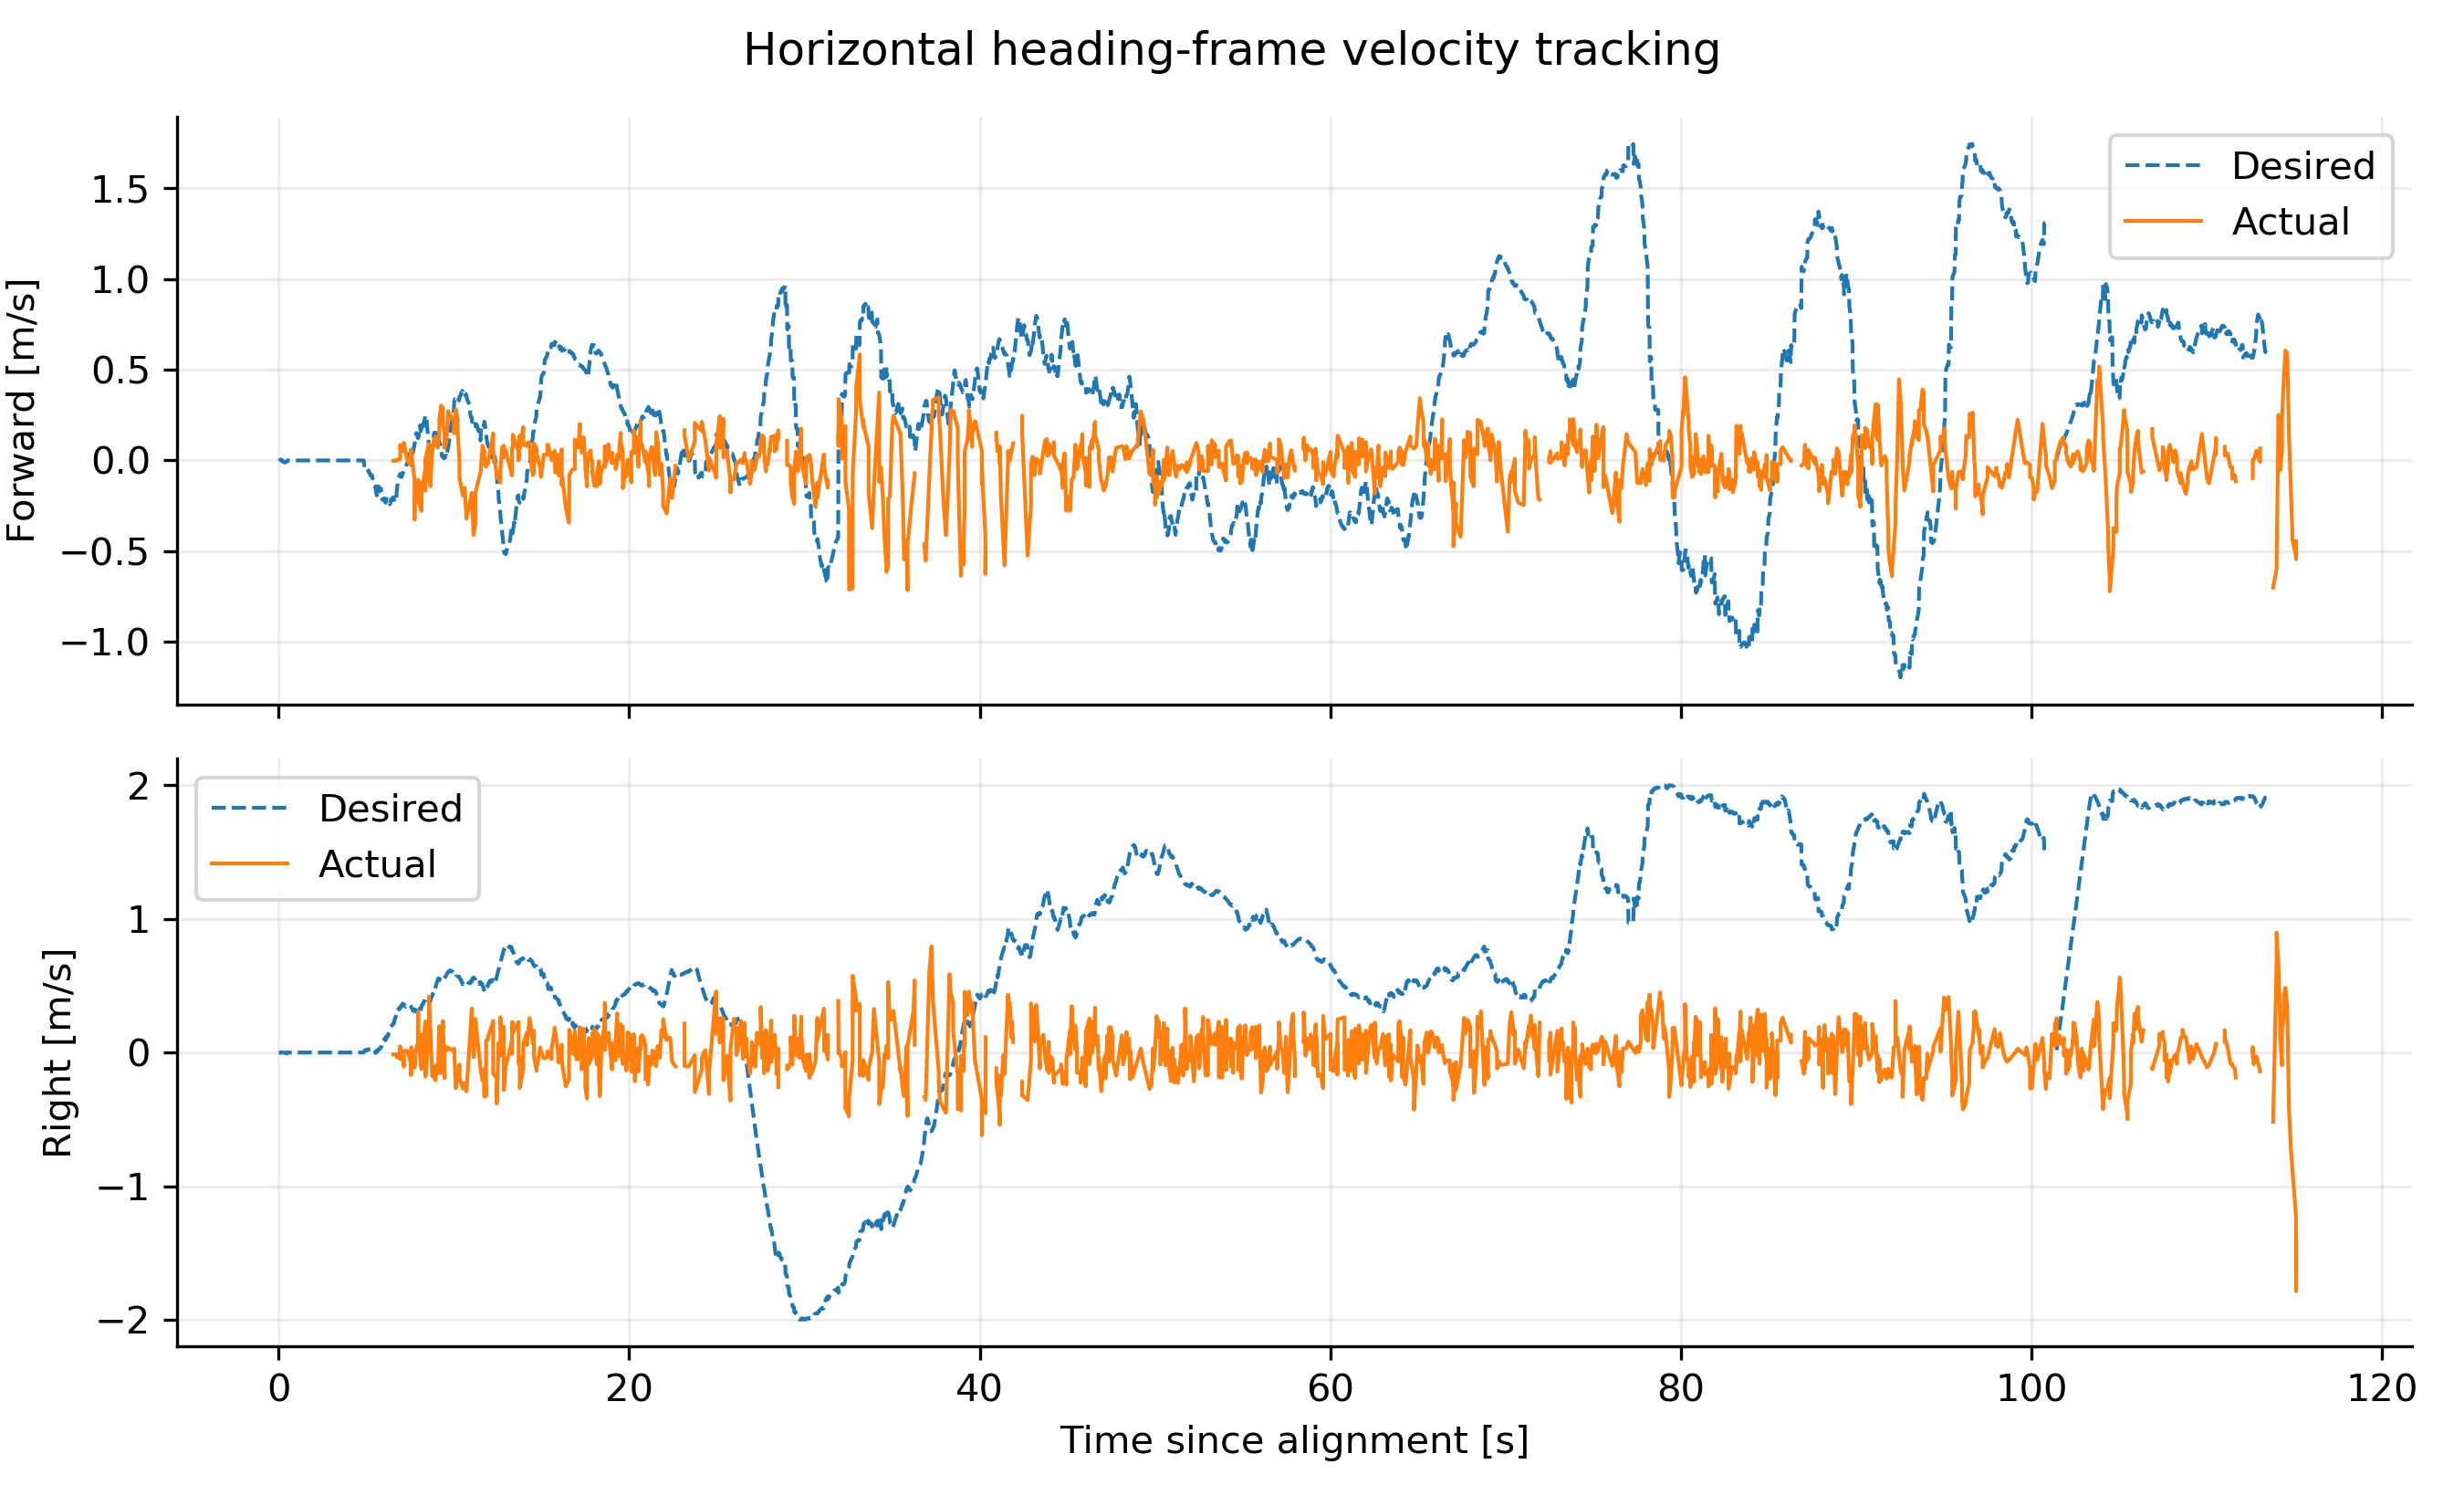 Horizontal heading-frame velocity tracking
Forward [m/s]
1.5
1.0
0.5
0.0
−0.5
−1.0
Desired
Actual
Right [m/s]
2
1
0
−1
−2
Desired
Actual
0 20 40 60 80 100 120
Time since alignment [s]